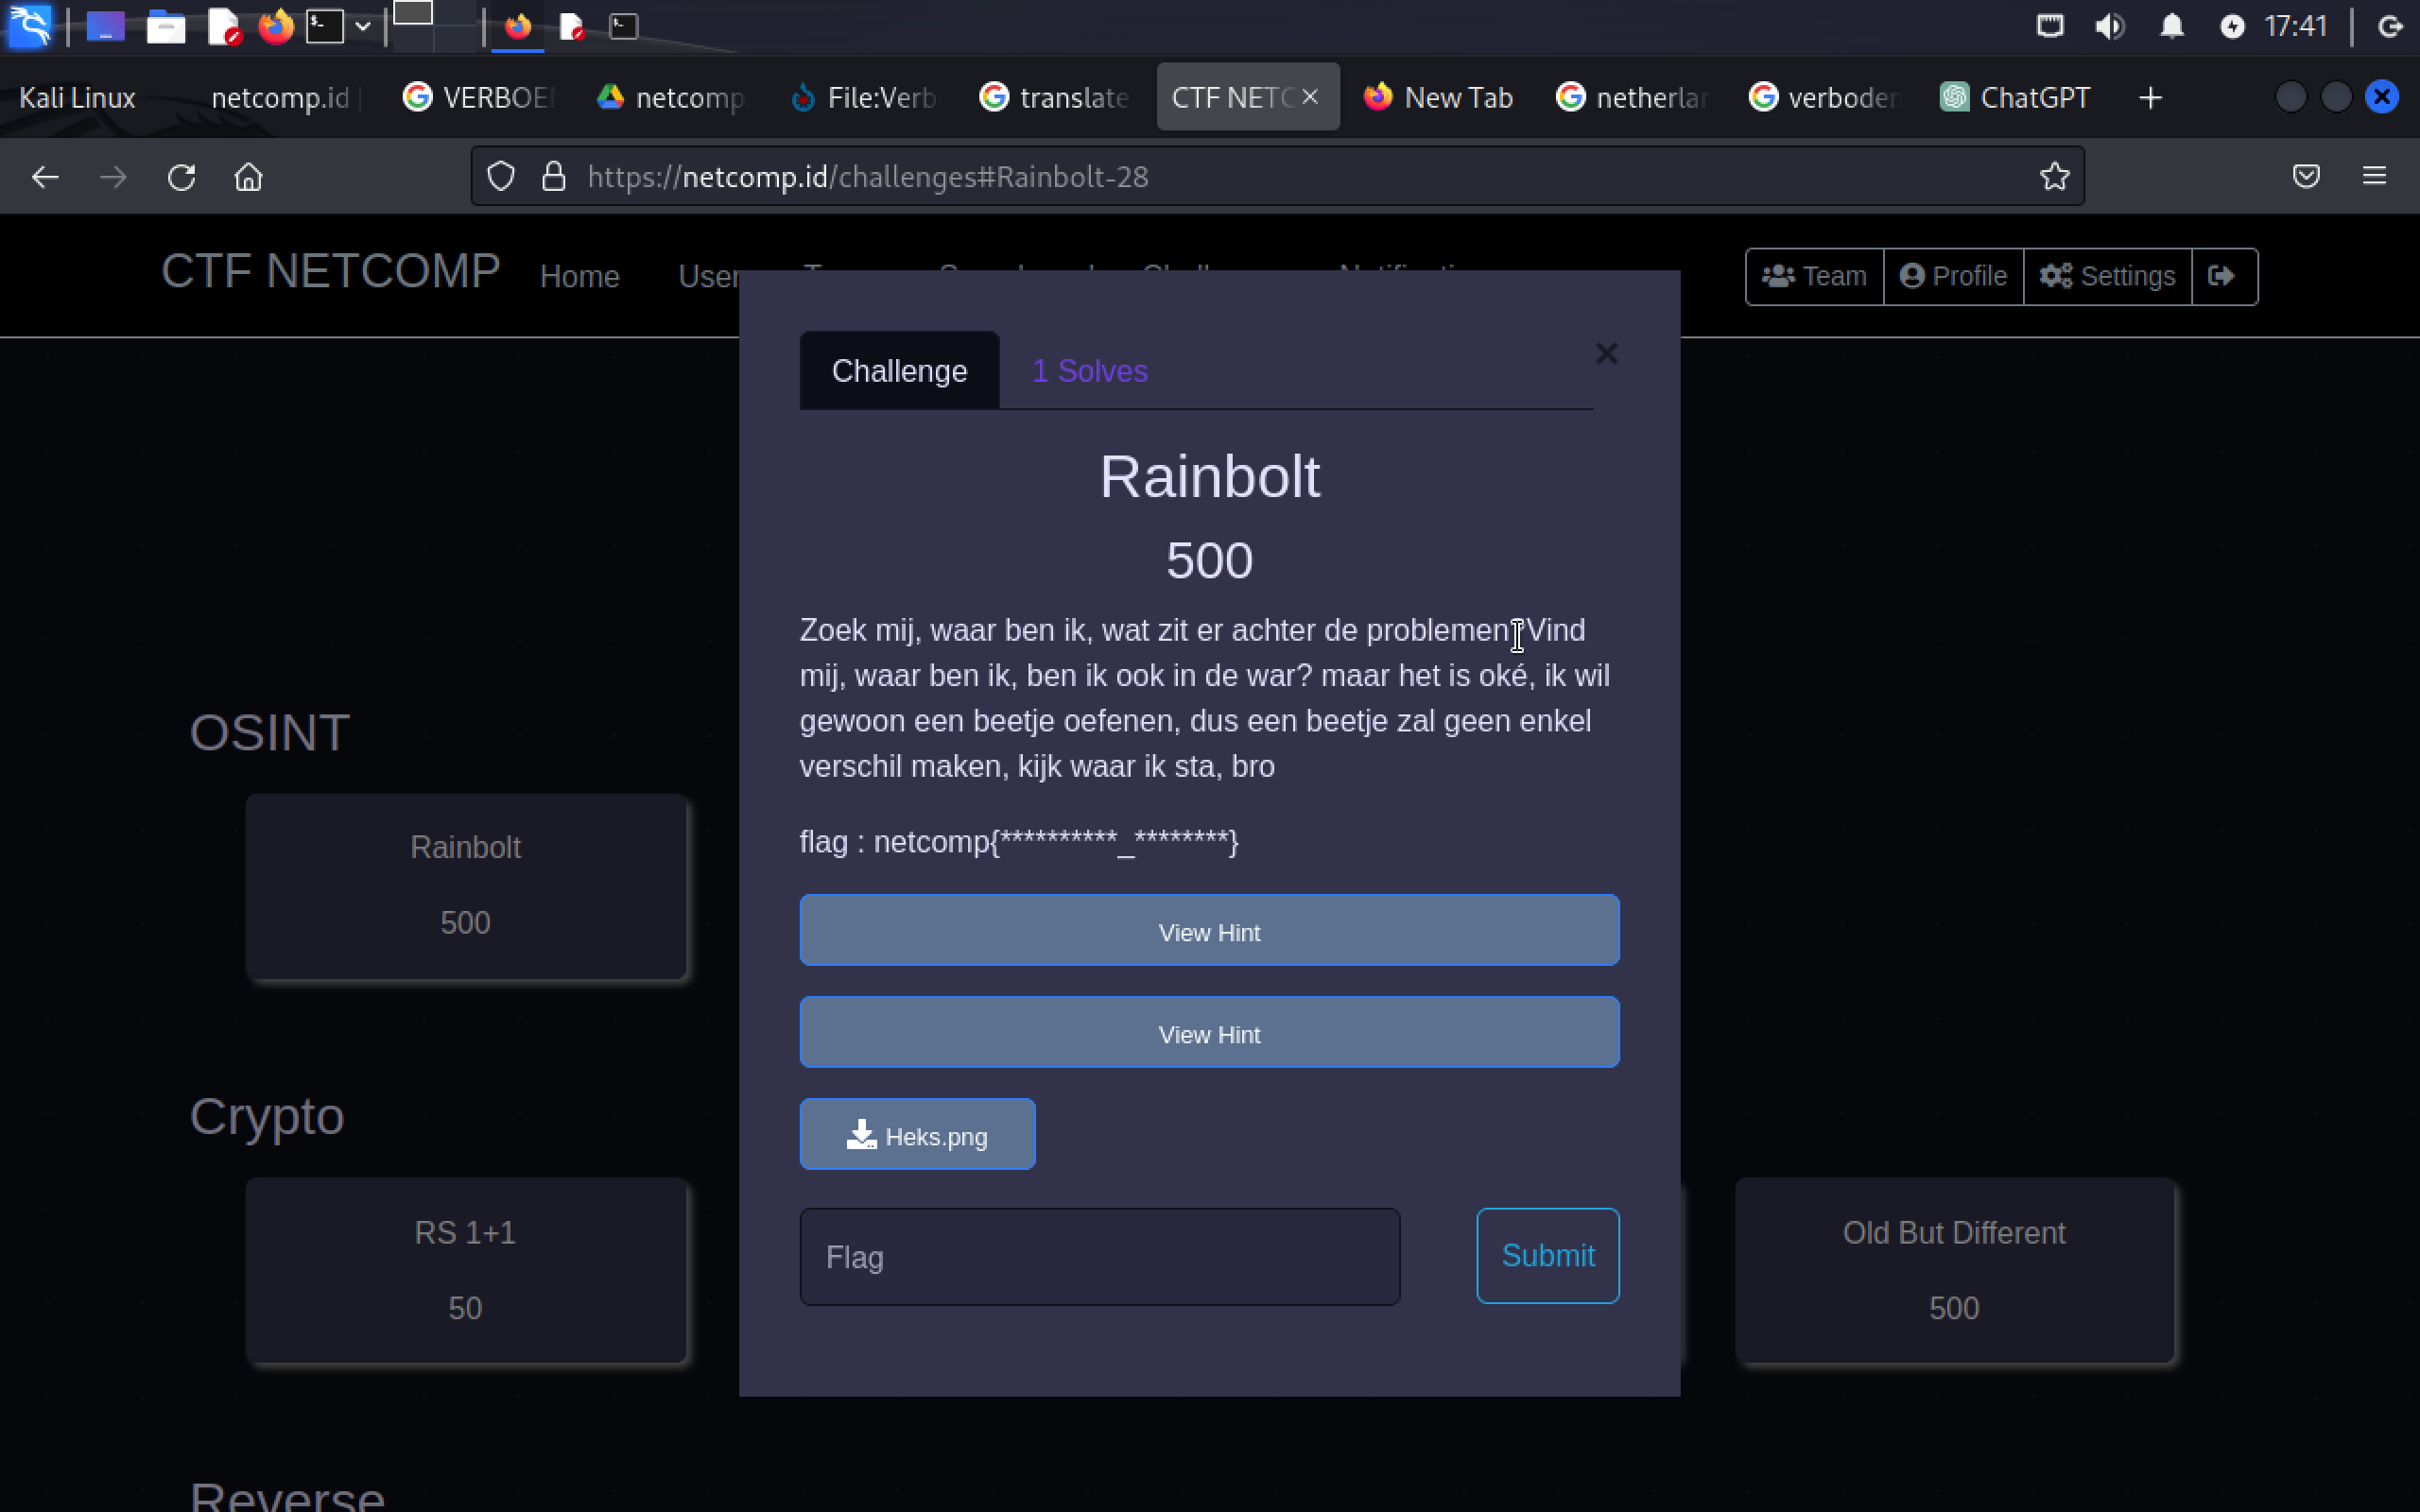 17:41
Kali Linux
netcomp.id
VERBOE
netcomp
File:Verb
translate
CTF NETC
New Tab
netherlan
verboden
ChatGPT
https://netcomp.id/challenges#Rainbolt-28
CTF NETCOMP
Home
User
Team
Profile
Settings
Challenge
1 Solves
Rainbolt
500
Zoek mij, waar ben ik, wat zit er achter de problemen Vind
mij, waar ben ik, ben ik ook in de war? maar het is oké, ik wil
gewoon een beetje oefenen, dus een beetje zal geen enkel
verschil maken, kijk waar ik sta, bro
flag : netcomp{**********_********}
View Hint
View Hint
Heks.png
Flag
Submit
OSINT
Rainbolt
500
Crypto
RS 1+1
50
Old But Different
500
Reverse